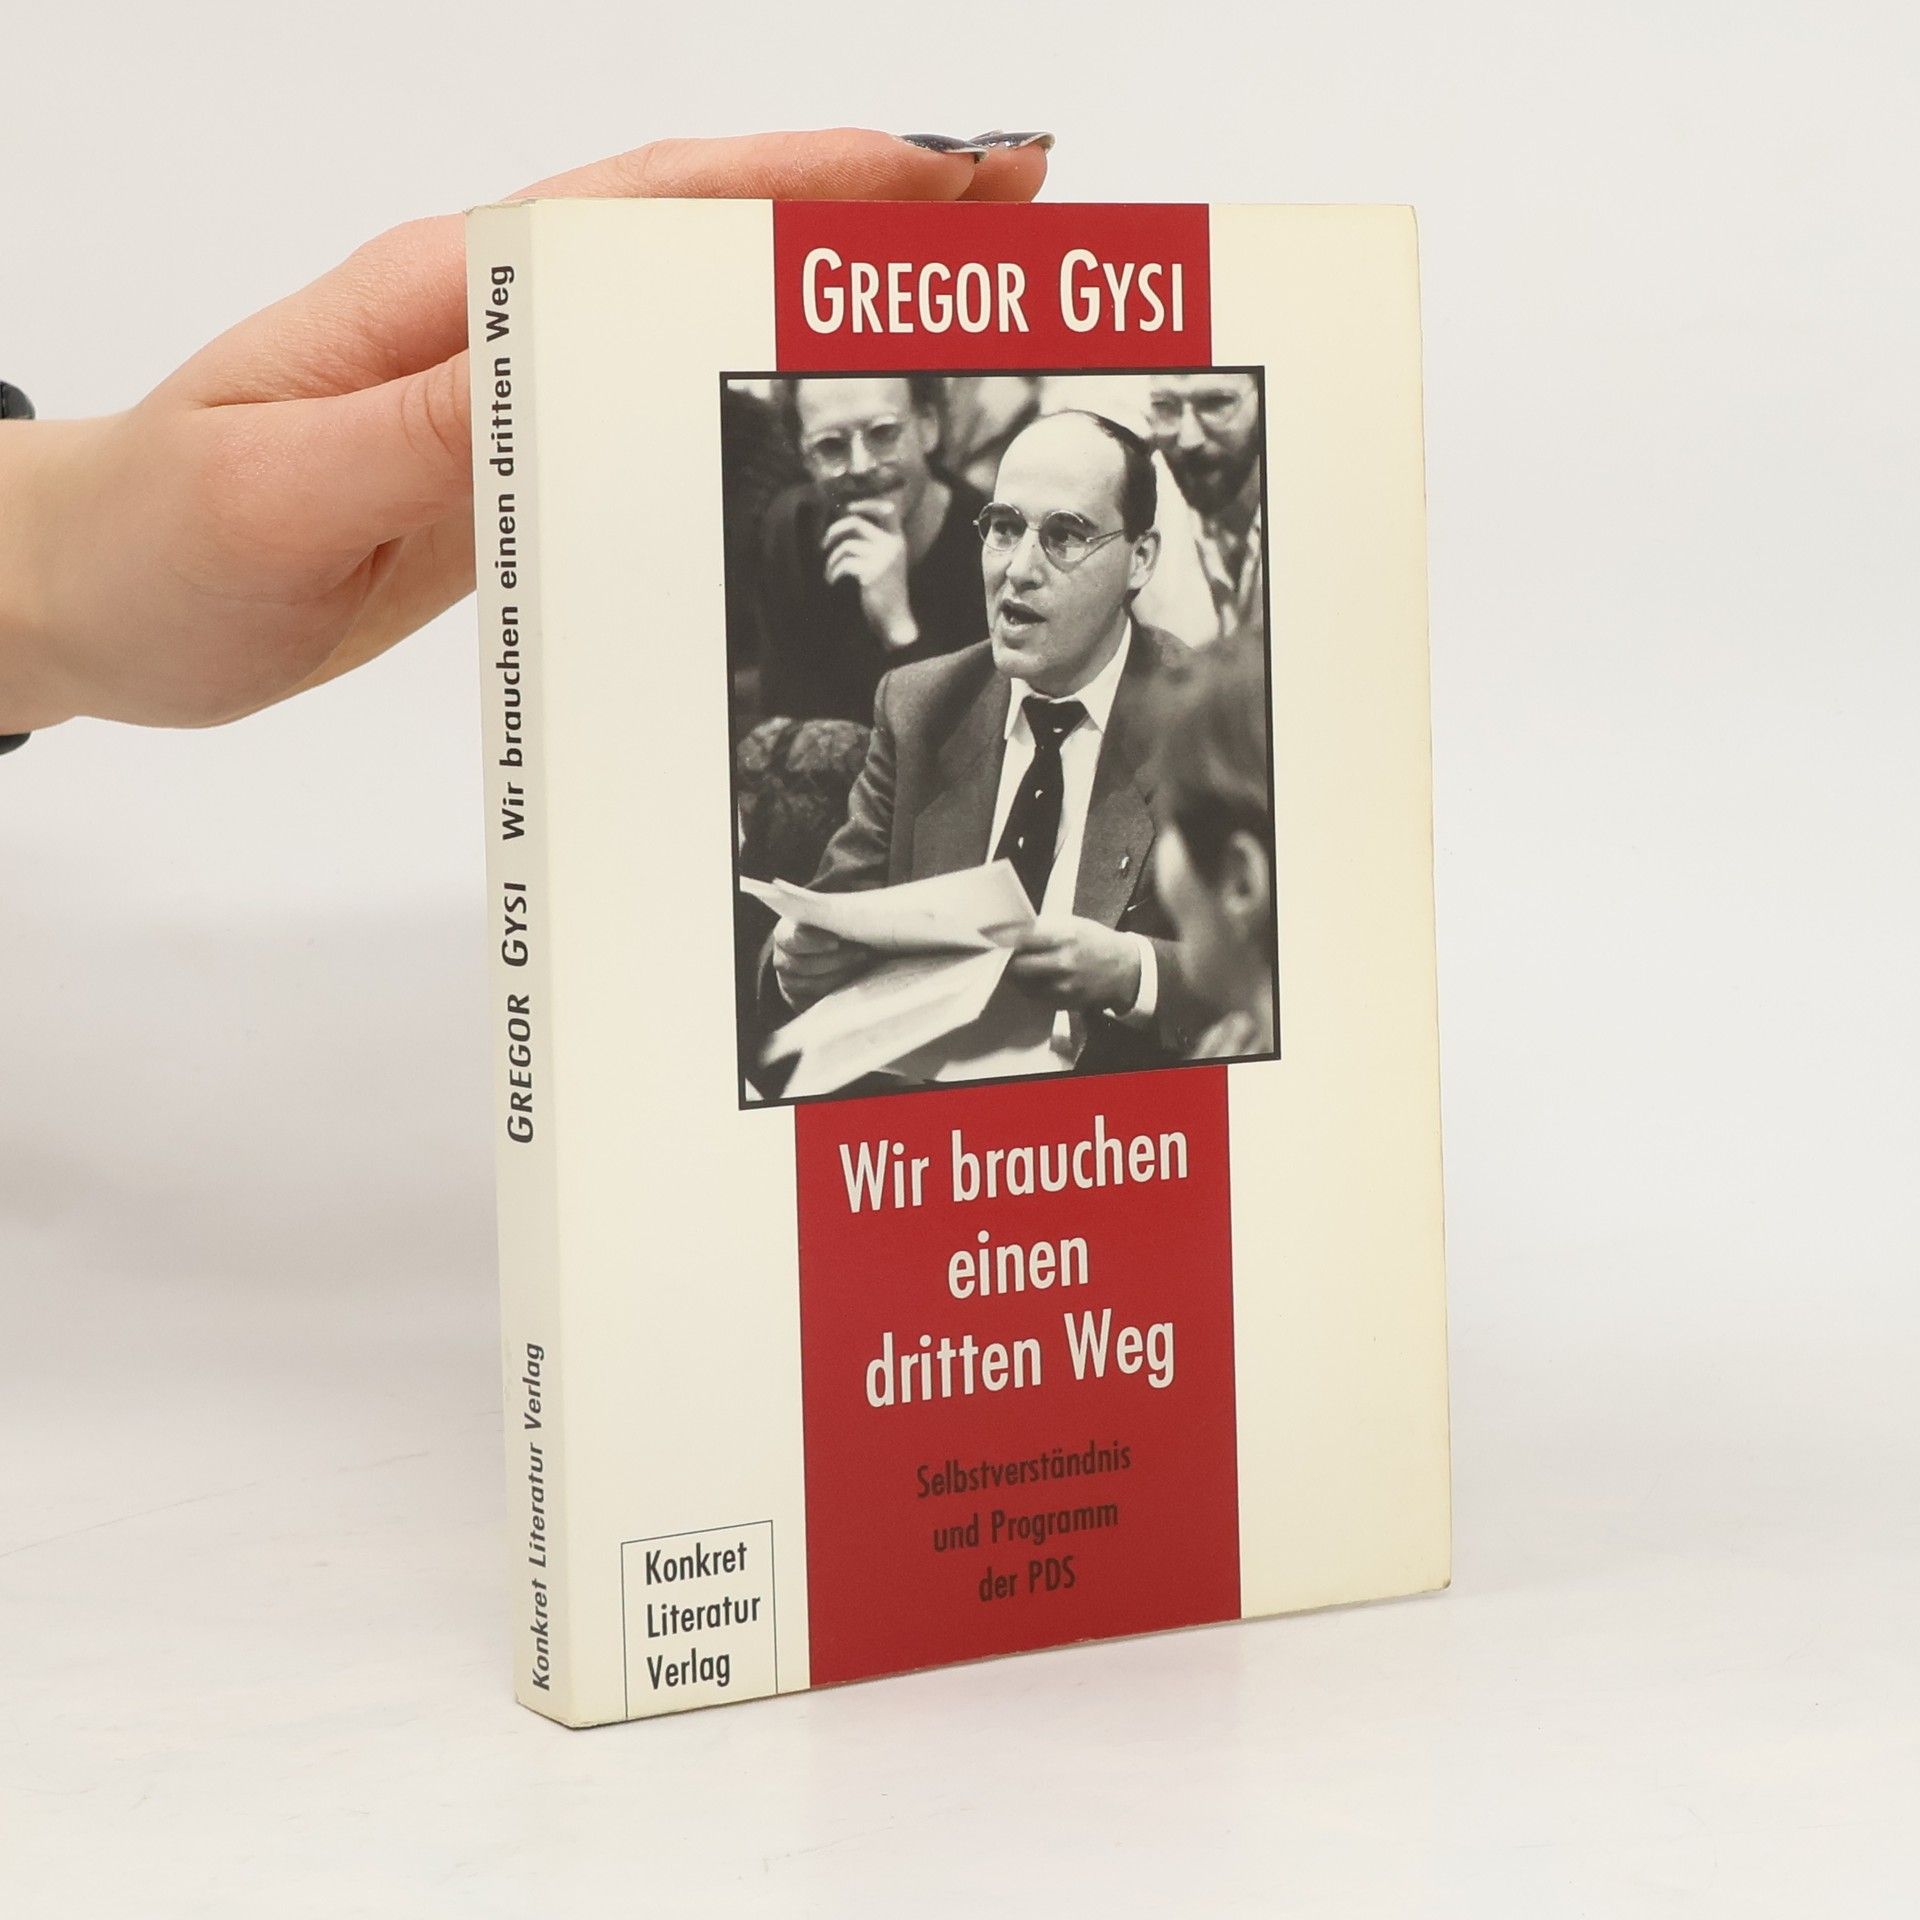 GREGOR GYSI
Wir brauchen
einen
dritten Weg
Selbstverständnis
und Programm
der PDS
Konkret
Literatur
Verlag
GREGOR GYSI Wir brauchen einen dritten Weg
Konkret Literatur Verlag